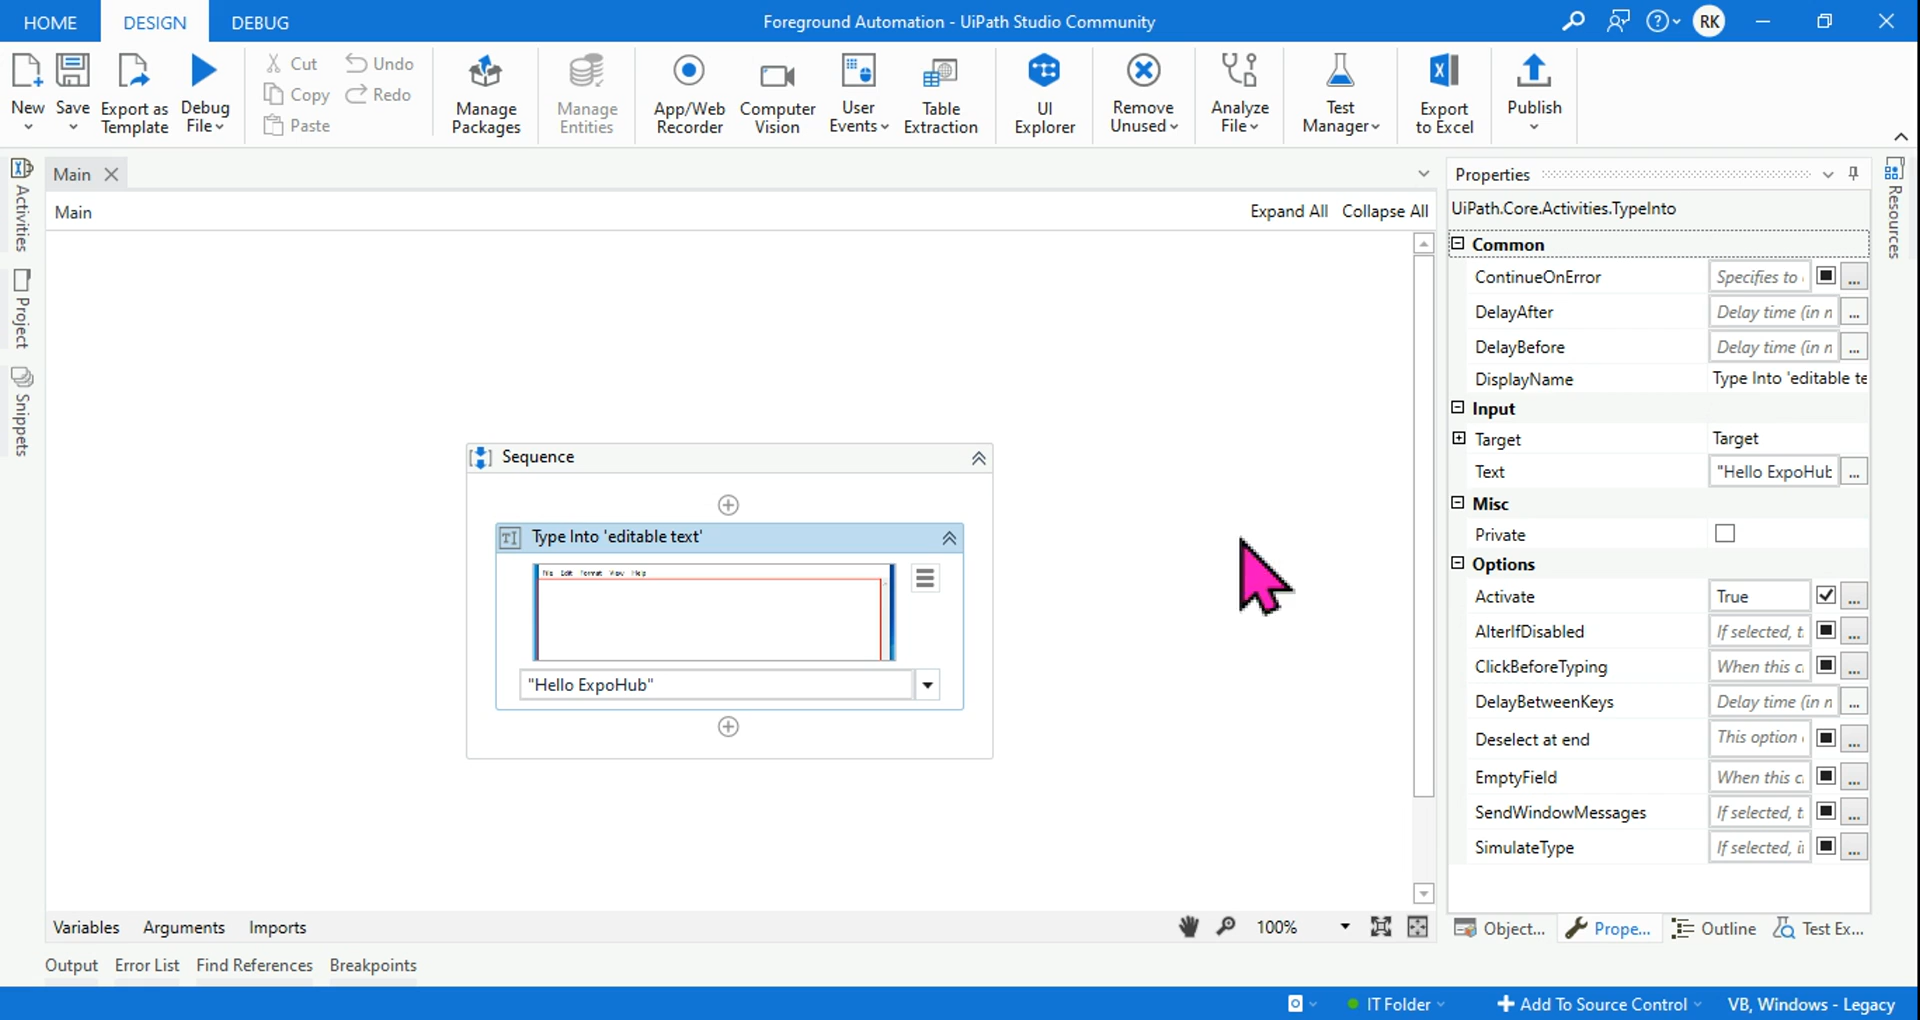 HOME DESIGN DEBUG
Foreground Automation - UiPath Studio Community
RK
New
Save
Export as
Template
Debug
File
Cut
Copy
Paste
Undo
Redo
Manage
Packages
Manage
Entities
App/Web
Recorder
Computer
Vision
User
Events
Table
Extraction
UI
Explorer
Remove
Unused
Analyze
File
Test
Manager
Export
to Excel
Publish
Activities
Project
Snippets
Main
Main
Expand All Collapse All
Sequence
Type Into 'editable text'
File Edit Format View Help
"Hello ExpoHub"
Properties
Resources
UiPath.Core.Activities.TypeInto
Common
ContinueOnError Specifies to ...
DelayAfter Delay time (in ...
DelayBefore Delay time (in ...
DisplayName Type Into 'editable te
Input
Target Target
Text "Hello ExpoHub ...
Misc
Private
Options
Activate True ...
AlterIfDisabled If selected, t ...
ClickBeforeTyping When this c ...
DelayBetweenKeys Delay time (in ...
Deselect at end This option ...
EmptyField When this c ...
SendWindowMessages If selected, t ...
SimulateType If selected, i ...
Variables Arguments Imports
100%
Object... Prope... Outline Test Ex...
Output Error List Find References Breakpoints
IT Folder
Add To Source Control
VB, Windows - Legacy